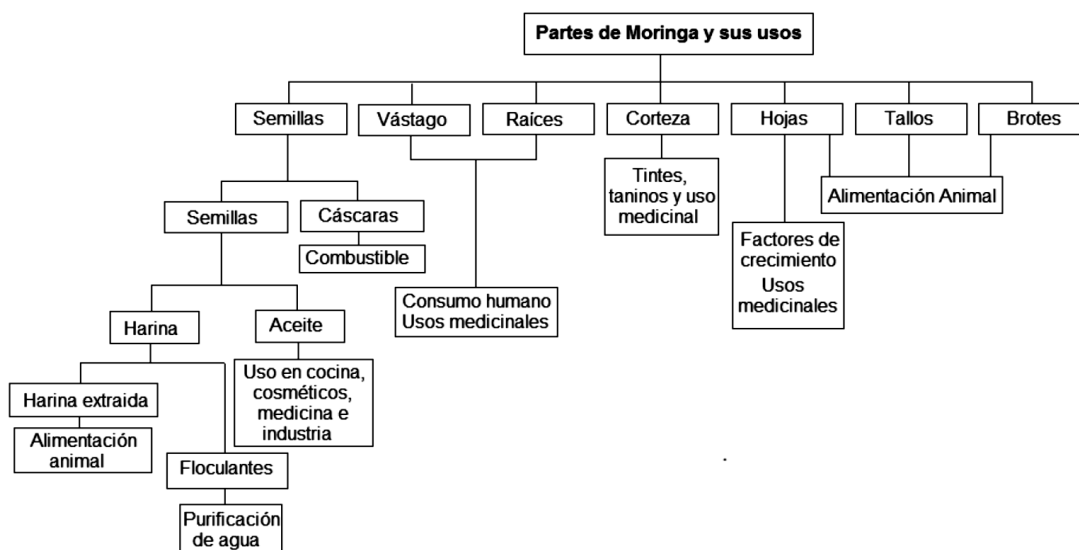 Partes de Moringa y sus usos
Semillas
Vástago
Raíces
Corteza
Hojas
Tallos
Brotes
Tintes,
taninos y uso
medicinal
Alimentación Animal
Semillas
Cáscaras
Combustible
Factores de
crecimiento
Usos
medicinales
Consumo humano
Usos medicinales
Harina
Aceite
Uso en cocina,
cosméticos,
medicina e
industria
Harina extraida
Alimentación
animal
Floculantes
Purificación
de agua